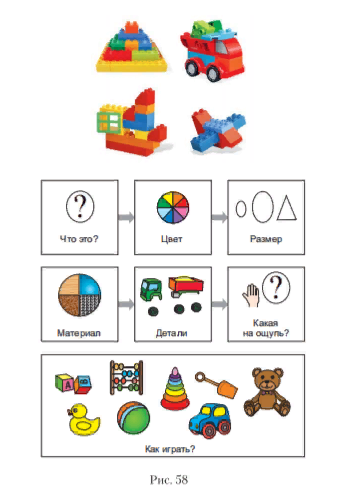 ?
Что это?
Цвет
Размер
Материал
Детали
?
Какая
на ощупь?
A B
Как играть?
Рис. 58